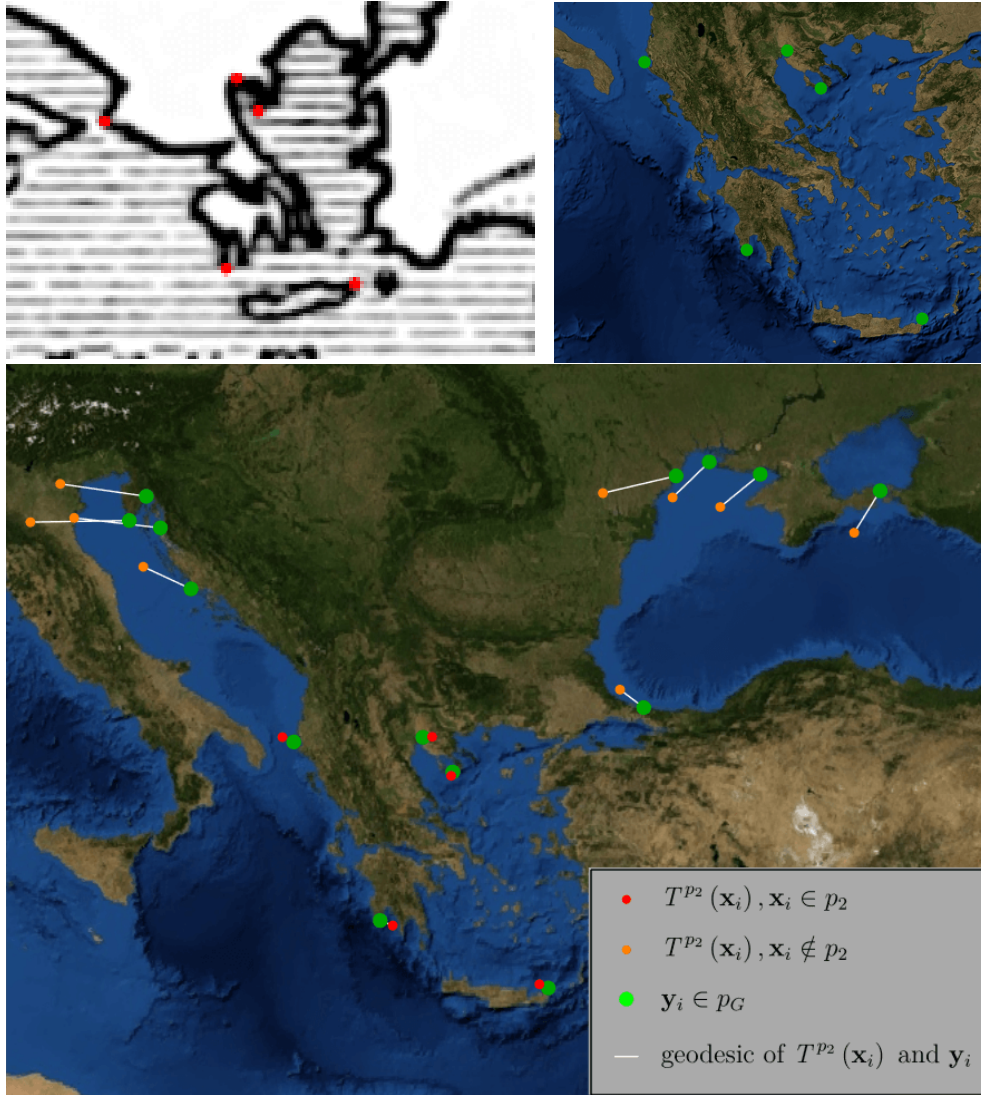 T^{p_2} (x_i) , x_i ∈ p_2
T^{p_2} (x_i) , x_i ∉ p_2
y_i ∈ p_G
geodesic of T^{p_2} (x_i) and y_i